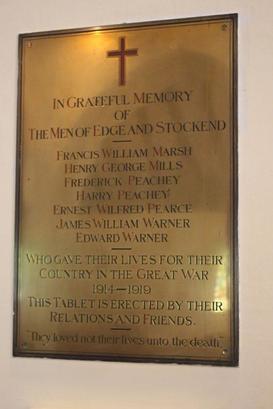 IN GRATEFUL MEMORY
OF
THE MEN OF EDGE AND STOCKEND
FRANCIS WILLIAM MARSH
HENRY GEORGE MILLS
FREDERICK PEACHEY
HARRY PEACHEY
ERNEST WILFRED PEARCE
JAMES WILLIAM WARNER
EDWARD WARNER
WHO GAVE THEIR LIVES FOR THEIR
COUNTRY IN THE GREAT WAR
1914—1919
THIS TABLET IS ERECTED BY THEIR
RELATIONS AND FRIENDS.
"They loved not their lives unto the death."